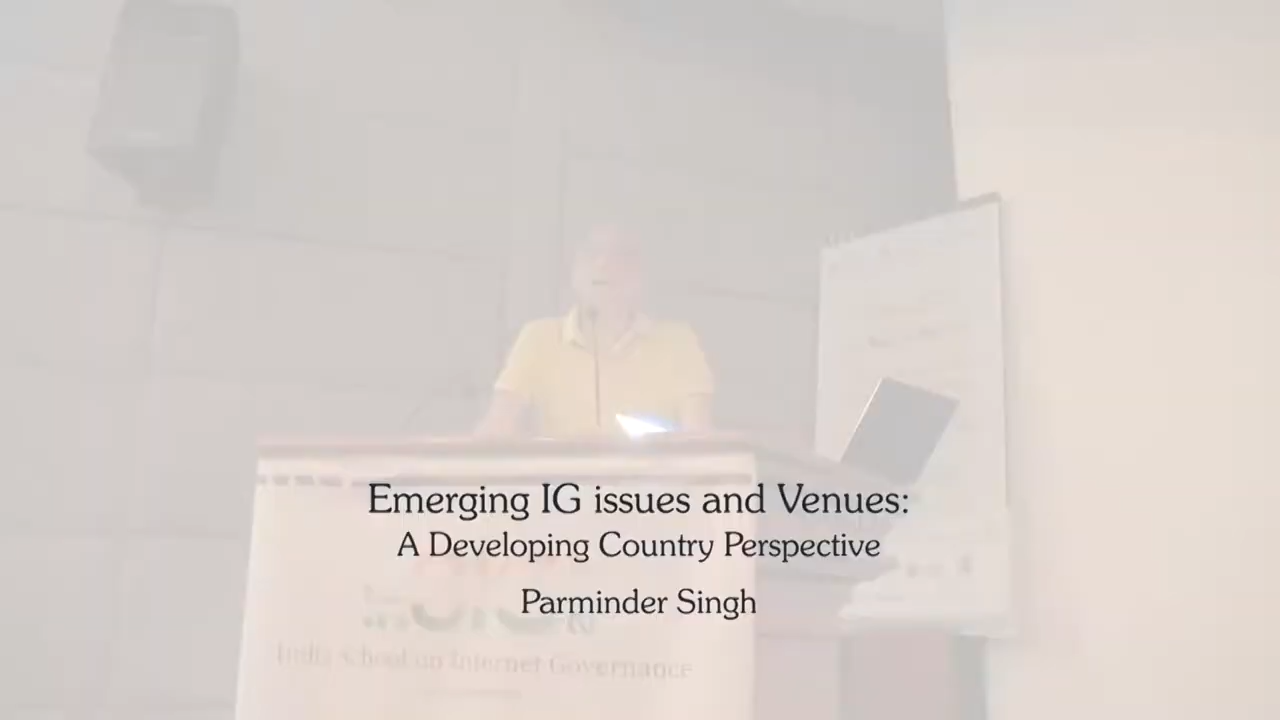 Emerging IG issues and Venues:
A Developing Country Perspective
Parminder Singh
India School on Internet Governance